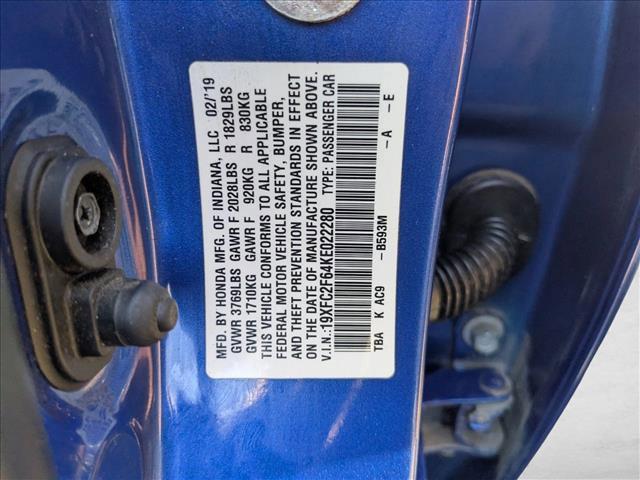 MFD. BY HONDA MFG. OF INDIANA, LLC 02/'19
GVWR 3769LBS GAWR F 2028LBS R 1829LBS
GVWR 1710KG GAWR F 920KG R 830KG
THIS VEHICLE CONFORMS TO ALL APPLICABLE
FEDERAL MOTOR VEHICLE SAFETY, BUMPER,
AND THEFT PREVENTION STANDARDS IN EFFECT
ON THE DATE OF MANUFACTURE SHOWN ABOVE.
V.I.N.:19XFC2F64KE022280 TYPE: PASSENGER CAR
TBA K AC9 -B593M -A -E